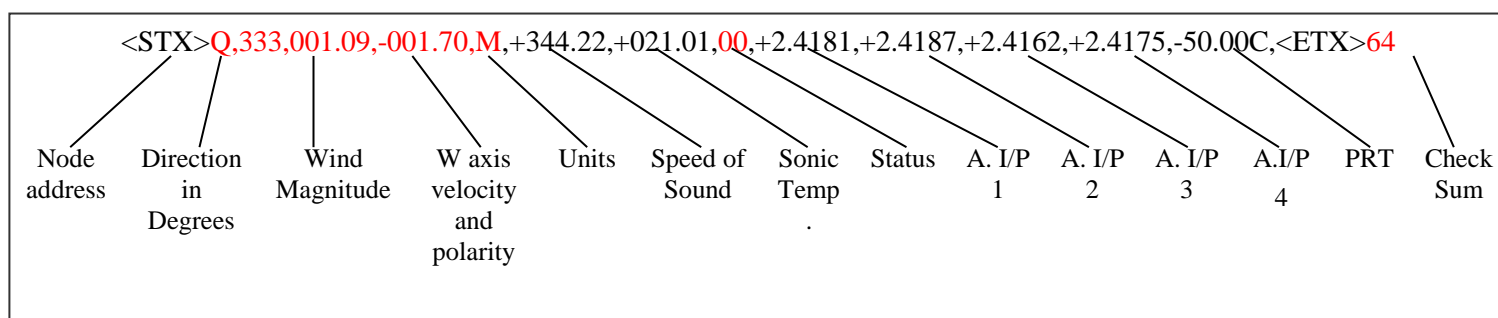 <STX>Q,333,001.09,-001.70,M,+344.22,+021.01,00,+2.4181,+2.4187,+2.4162,+2.4175,-50.00C,<ETX>64
Node address
Direction in Degrees
Wind Magnitude
W axis velocity and polarity
Units
Speed of Sound
Sonic Temp .
Status
A. I/P 1
A. I/P 2
A. I/P 3
A.I/P 4
PRT
Check Sum